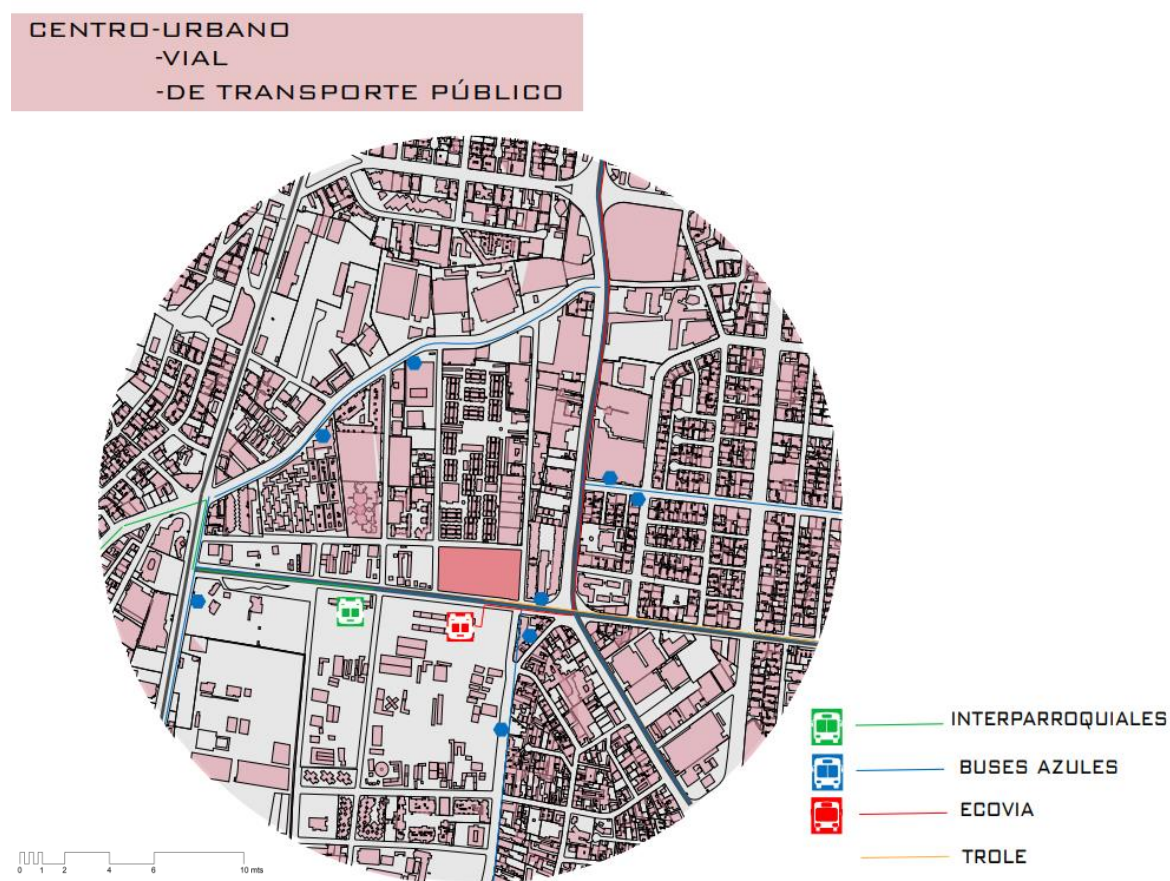 CENTRO-URBANO
-VIAL
-DE TRANSPORTE PÚBLICO
INTERPARROQUIALES
BUSES AZULES
ECOVIA
TROLE
0 1 2 4 6 10 mts